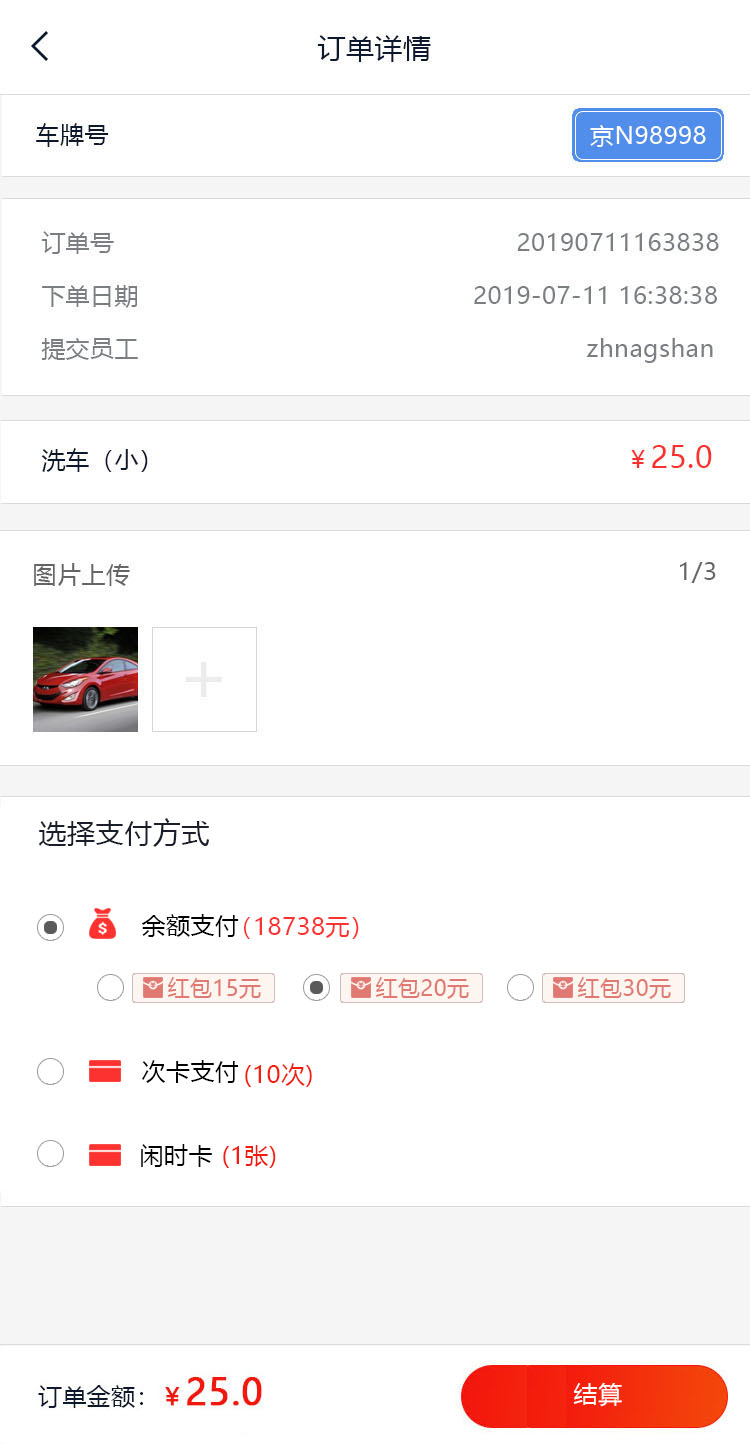 订单详情
车牌号 京N98998
订单号 20190711163838
下单日期 2019-07-11 16:38:38
提交员工 zhnagshan
洗车（小） ¥25.0
图片上传 1/3
选择支付方式
余额支付(18738元)
红包15元 红包20元 红包30元
次卡支付(10次)
闲时卡 (1张)
订单金额：¥25.0 结算